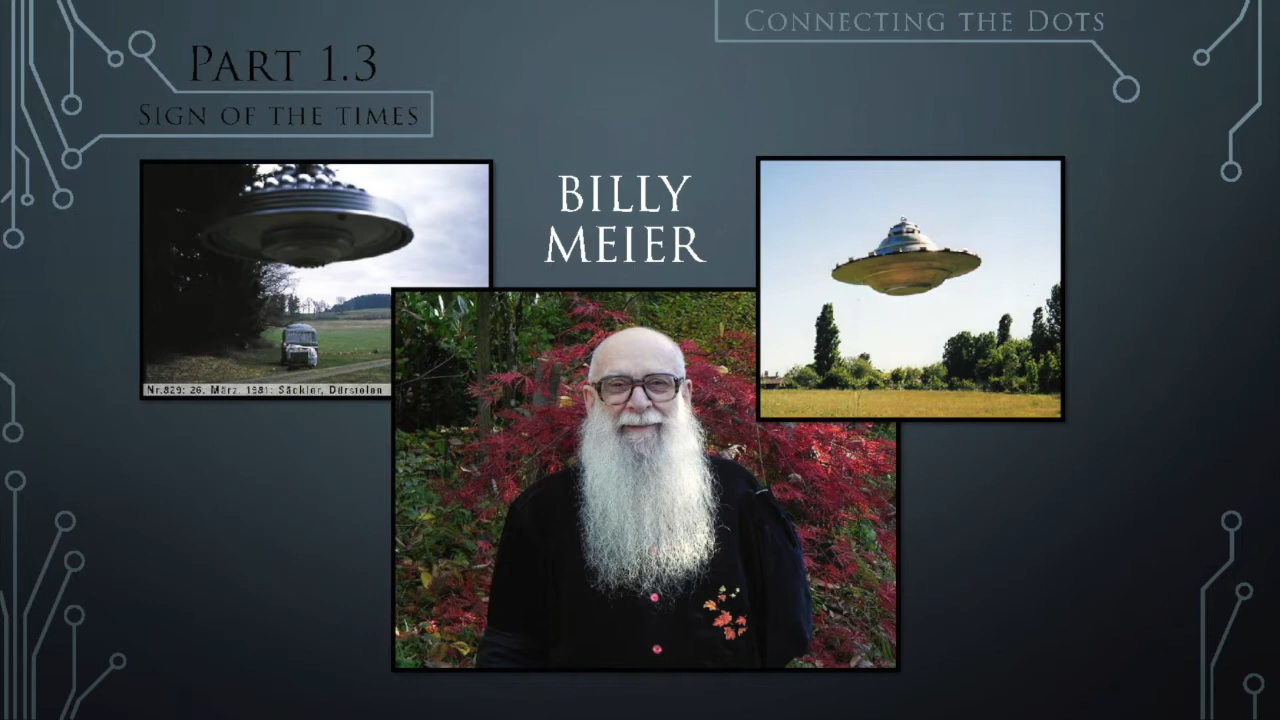 Connecting the Dots
Part 1.3
Sign of the times
BILLY
MEIER
Nr.829: 26. März. 1981: Säckler, Dürstelen